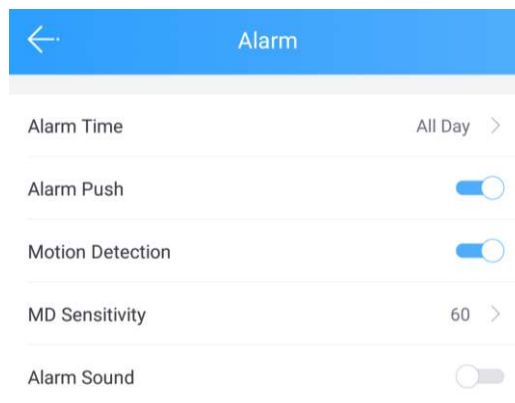 Alarm
Alarm Time All Day
Alarm Push
Motion Detection
MD Sensitivity 60
Alarm Sound